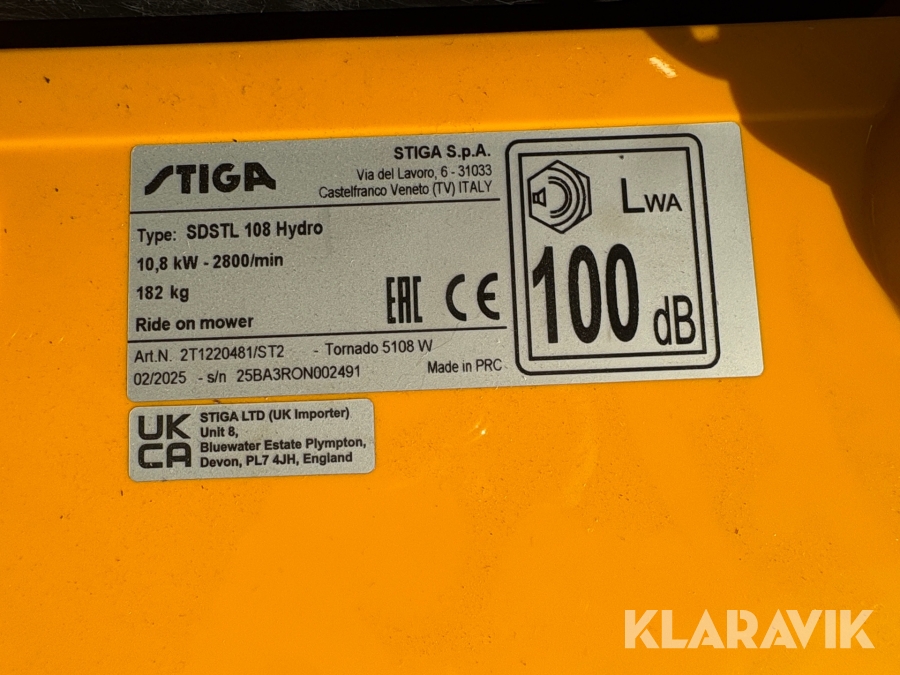 STIGA
STIGA S.p.A.
Via del Lavoro, 6 - 31033
Castelfranco Veneto (TV) ITALY
Type: SDSTL 108 Hydro
10,8 kW - 2800/min
182 kg
Ride on mower
EAC CE
Art.N. 2T1220481/ST2 - Tornado 5108 W
02/2025 - s/n 25BA3RON002491
Made in PRC
LWA
100 dB
UK
CA
STIGA LTD (UK Importer)
Unit 8,
Bluewater Estate Plympton,
Devon, PL7 4JH, England
KLARAVIK